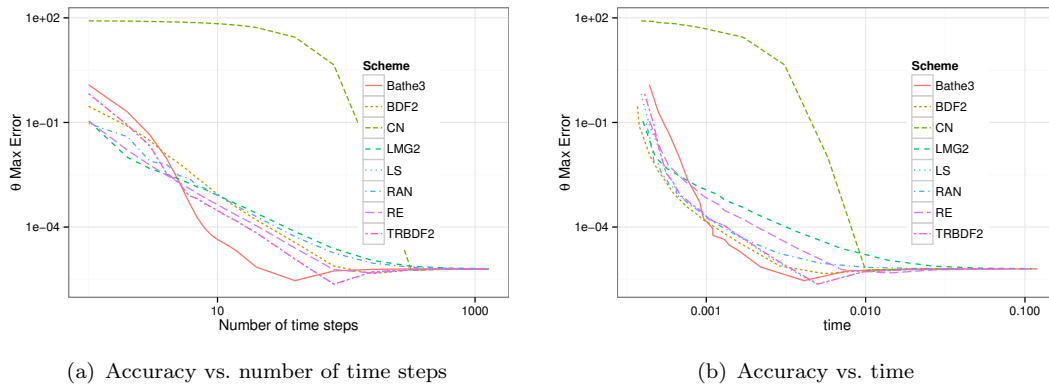 1e+02
1e−01
1e−04
θ Max Error
10
1000
Number of time steps
Scheme
Bathe3
BDF2
CN
LMG2
LS
RAN
RE
TRBDF2
(a) Accuracy vs. number of time steps
1e+02
1e−01
1e−04
θ Max Error
0.001
0.010
0.100
time
Scheme
Bathe3
BDF2
CN
LMG2
LS
RAN
RE
TRBDF2
(b) Accuracy vs. time